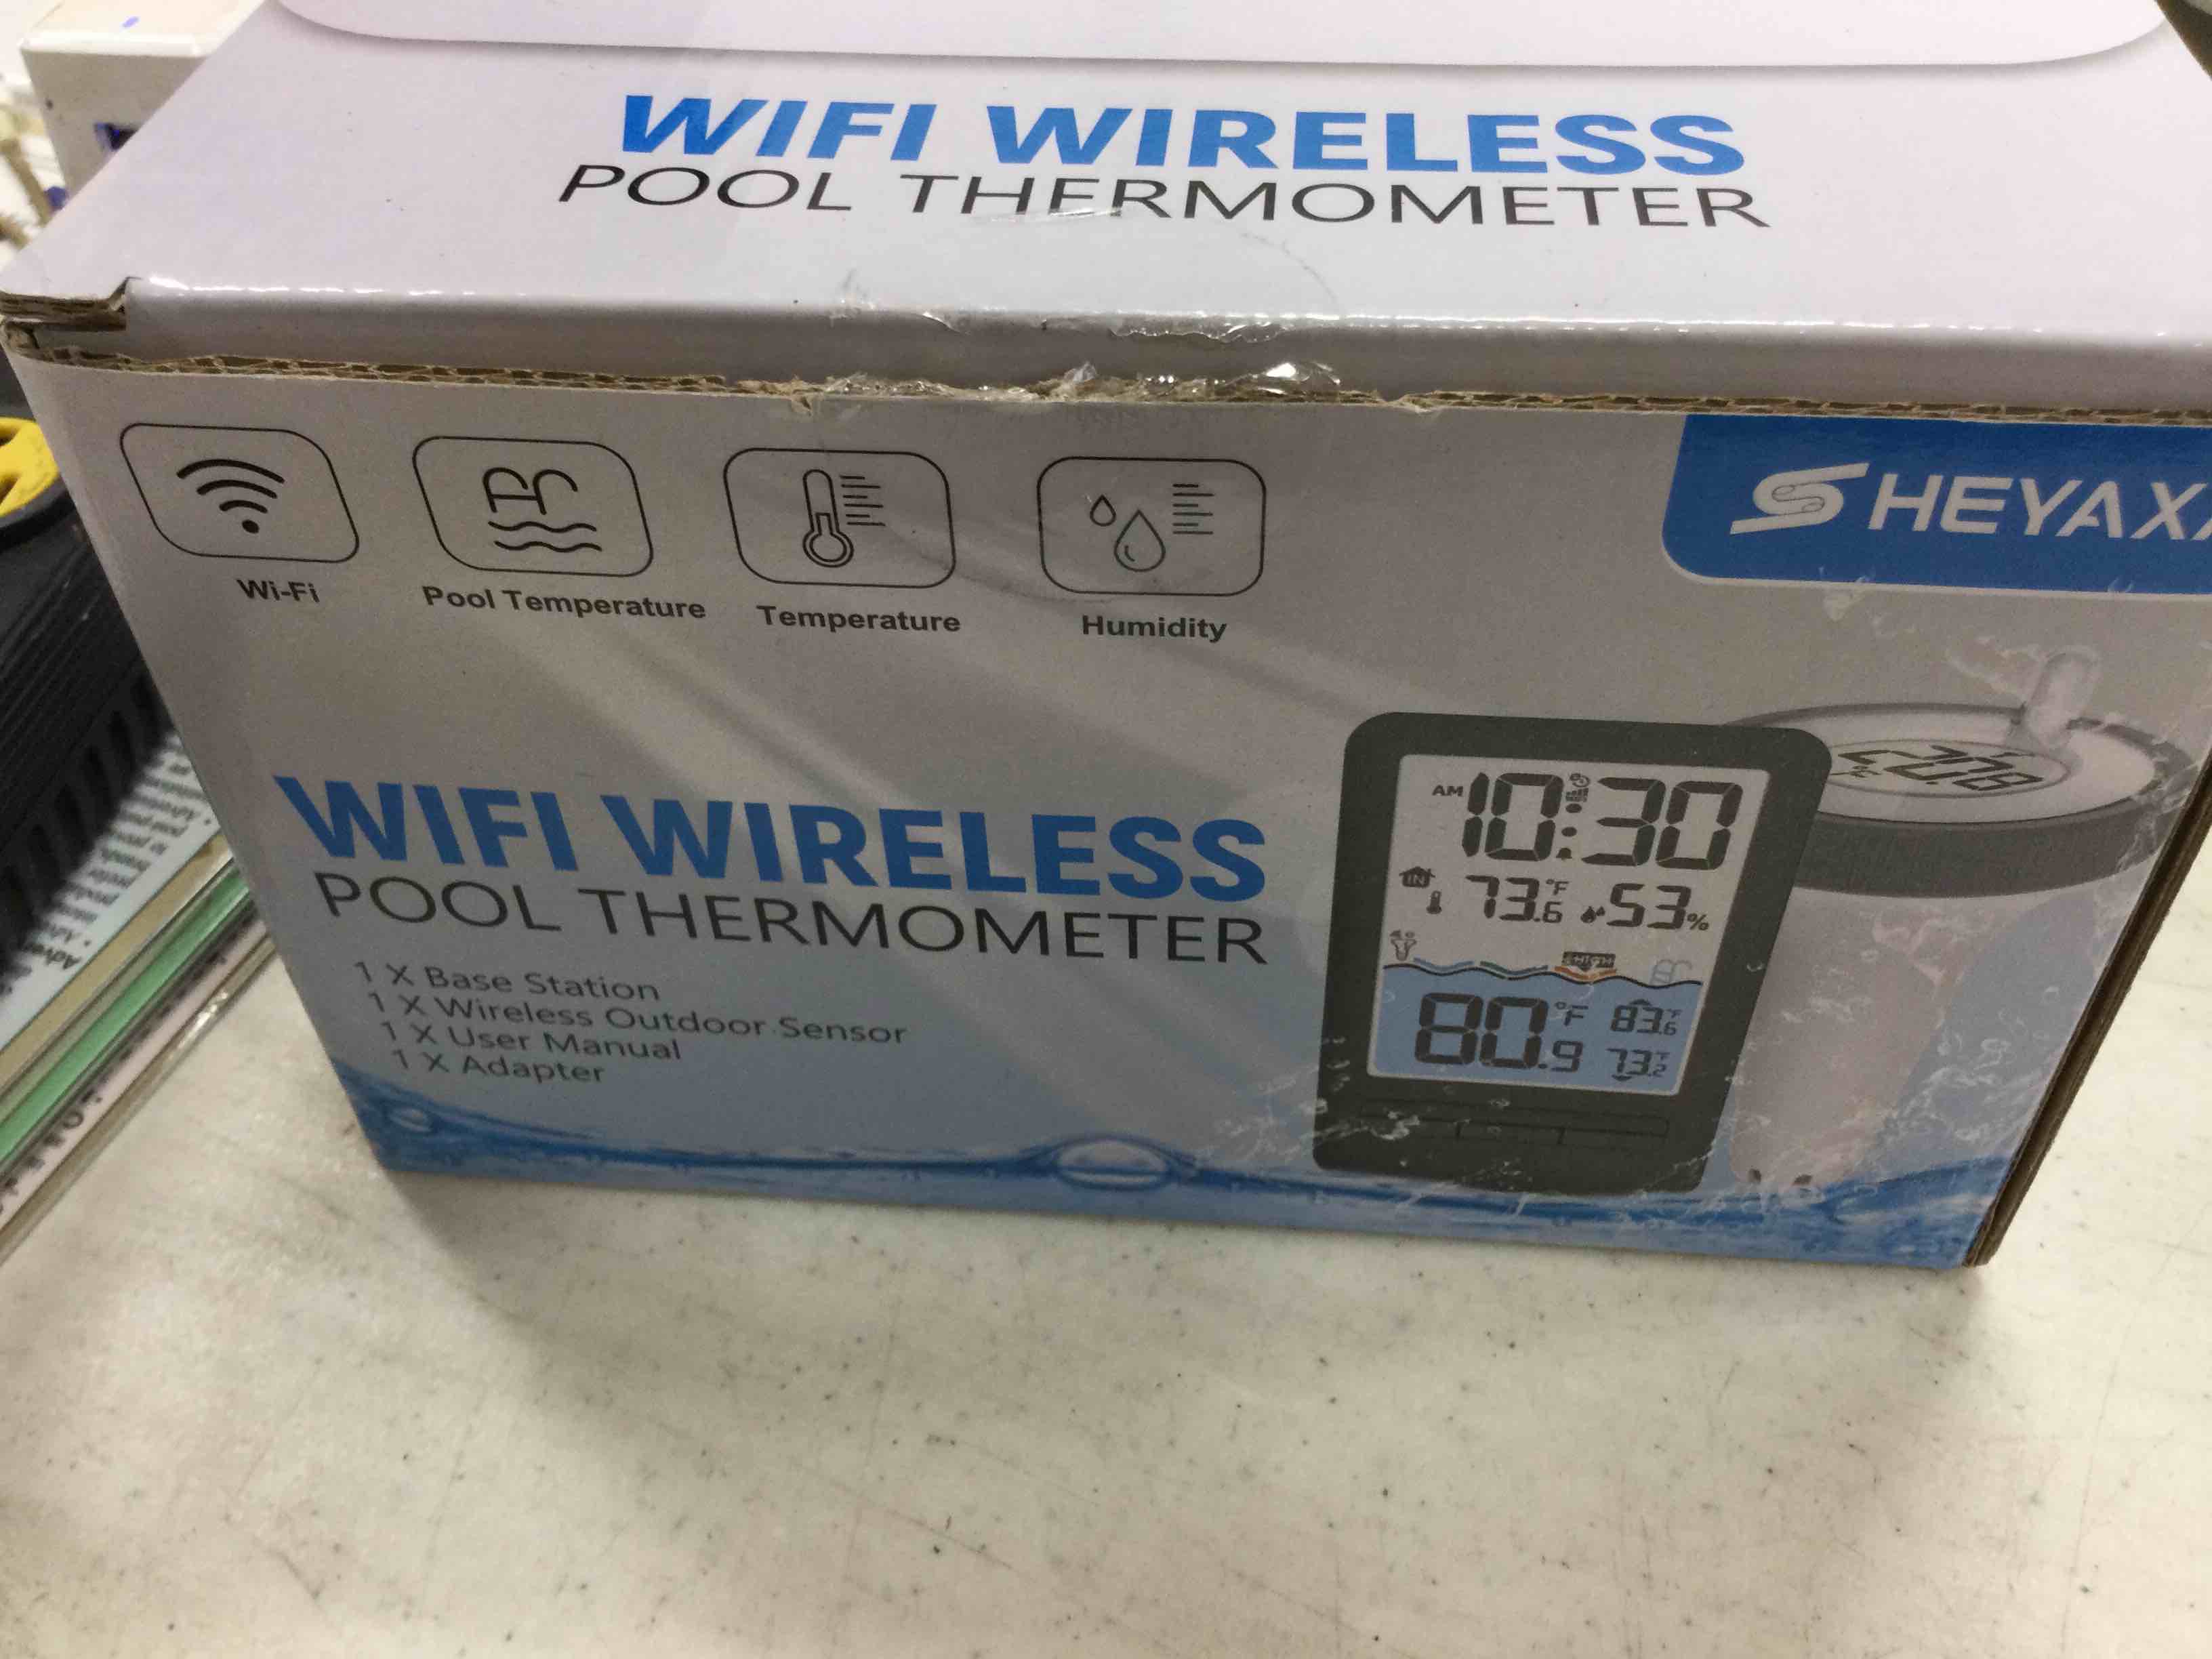 WIFI WIRELESS
POOL THERMOMETER
Wi-Fi
Pool Temperature
Temperature
Humidity
SHEYAX
WIFI WIRELESS
POOL THERMOMETER
1 X Base Station
1 X Wireless Outdoor Sensor
1 X User Manual
1 X Adapter
AM 10:30
IN 73.6 °F 53%
HIGH
80.9 °F 83.6 °F
73.2 °F